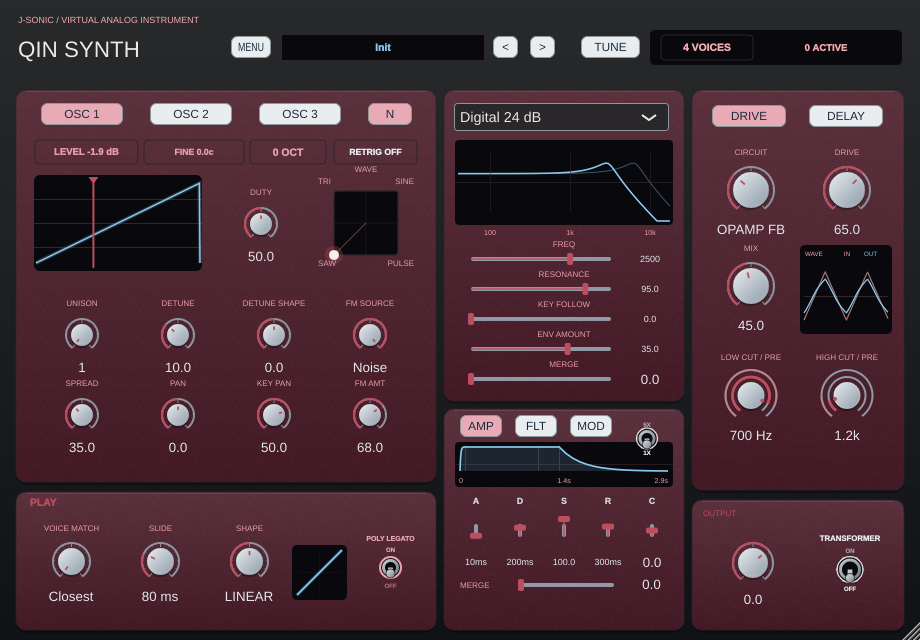 J-SONIC / VIRTUAL ANALOG INSTRUMENT
QIN SYNTH
MENU
Init
<
>
TUNE
4 VOICES
0 ACTIVE
OSC 1
OSC 2
OSC 3
N
LEVEL -1.9 dB
FINE 0.0c
0 OCT
RETRIG OFF
WAVE
TRI
SINE
SAW
PULSE
DUTY
50.0
UNISON
DETUNE
DETUNE SHAPE
FM SOURCE
1
10.0
0.0
Noise
SPREAD
PAN
KEY PAN
FM AMT
35.0
0.0
50.0
68.0
PLAY
VOICE MATCH
SLIDE
SHAPE
Closest
80 ms
LINEAR
POLY LEGATO
ON
OFF
Digital 24 dB
100
1k
10k
FREQ
2500
RESONANCE
95.0
KEY FOLLOW
0.0
ENV AMOUNT
35.0
MERGE
0.0
AMP
FLT
MOD
5X
1X
0
1.4s
2.9s
A
D
S
R
C
10ms
200ms
100.0
300ms
0.0
MERGE
0.0
DRIVE
DELAY
CIRCUIT
DRIVE
OPAMP FB
65.0
MIX
45.0
WAVE
IN
OUT
LOW CUT / PRE
HIGH CUT / PRE
700 Hz
1.2k
OUTPUT
0.0
TRANSFORMER
ON
OFF